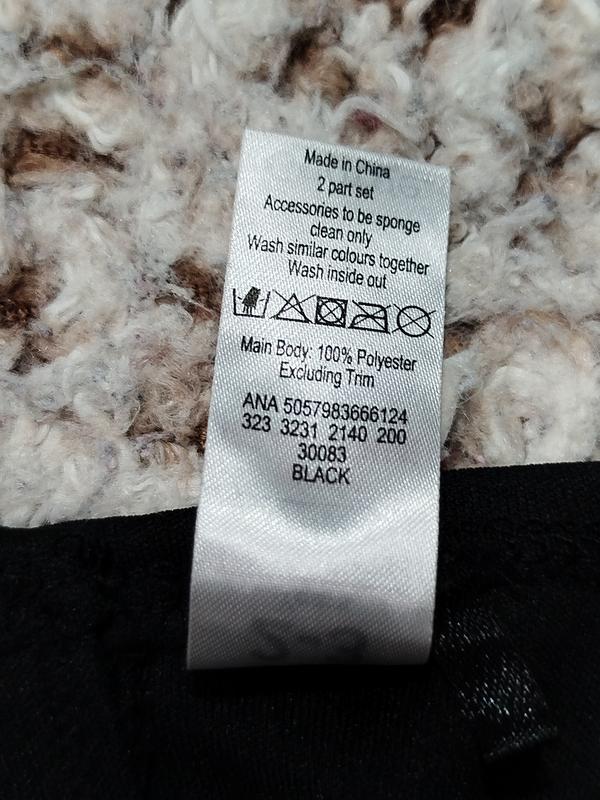 Made in China
2 part set
Accessories to be sponge
clean only
Wash similar colours together
Wash inside out
Main Body: 100% Polyester
Excluding Trim
ANA 5057983666124
323 3231 2140 200
30083
BLACK